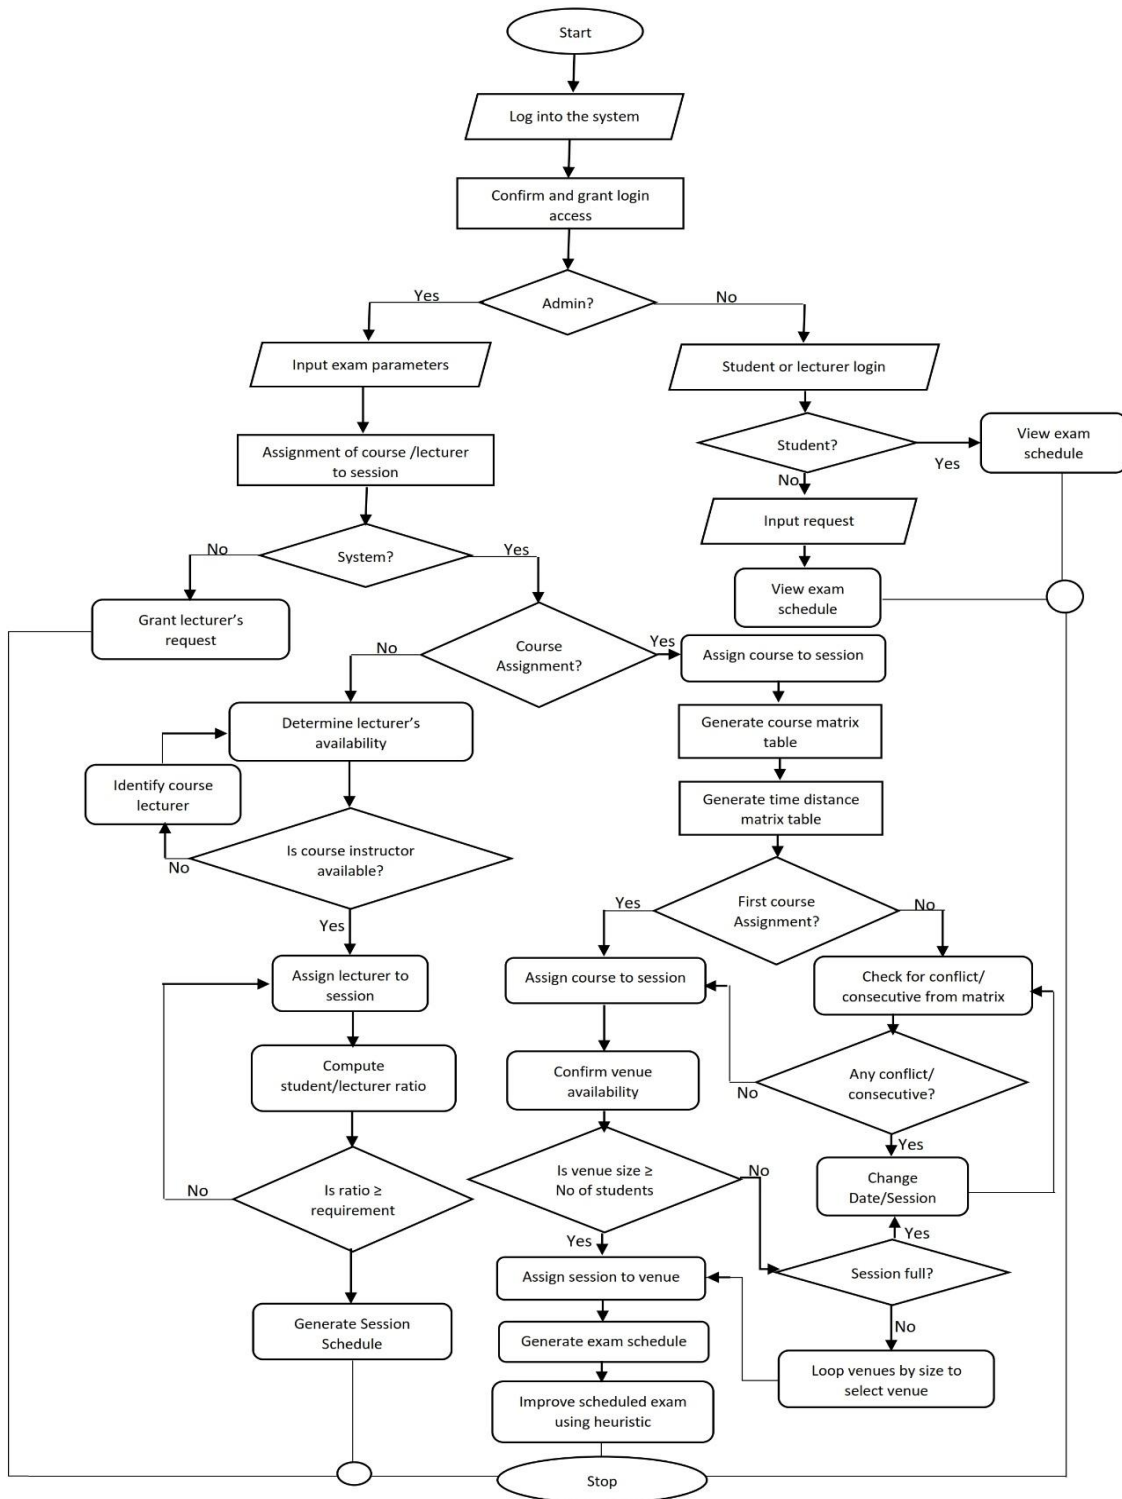 Start
Log into the system
Confirm and grant login
access
Yes
Admin?
No
Input exam parameters
Student or lecturer login
Assignment of course /lecturer
to session
Student?
Yes
View exam
schedule
No
Input request
No
System?
Yes
View exam
schedule
Grant lecturer’s
request
No
Course
Assignment?
Yes
Assign course to session
Determine lecturer’s
availability
Generate course matrix
table
Identify course
lecturer
Generate time distance
matrix table
No
Is course instructor
available?
Yes
First course
Assignment?
No
Yes
Assign lecturer to
session
Assign course to session
Check for conflict/
consecutive from matrix
Compute
student/lecturer ratio
Confirm venue
availability
No
Any conflict/
consecutive?
Yes
No
Is ratio ≥
requirement
Is venue size ≥
No of students
No
Change
Date/Session
Yes
Yes
Assign session to venue
Session full?
Generate Session
Schedule
Generate exam schedule
No
Loop venues by size to
select venue
Improve scheduled exam
using heuristic
Stop